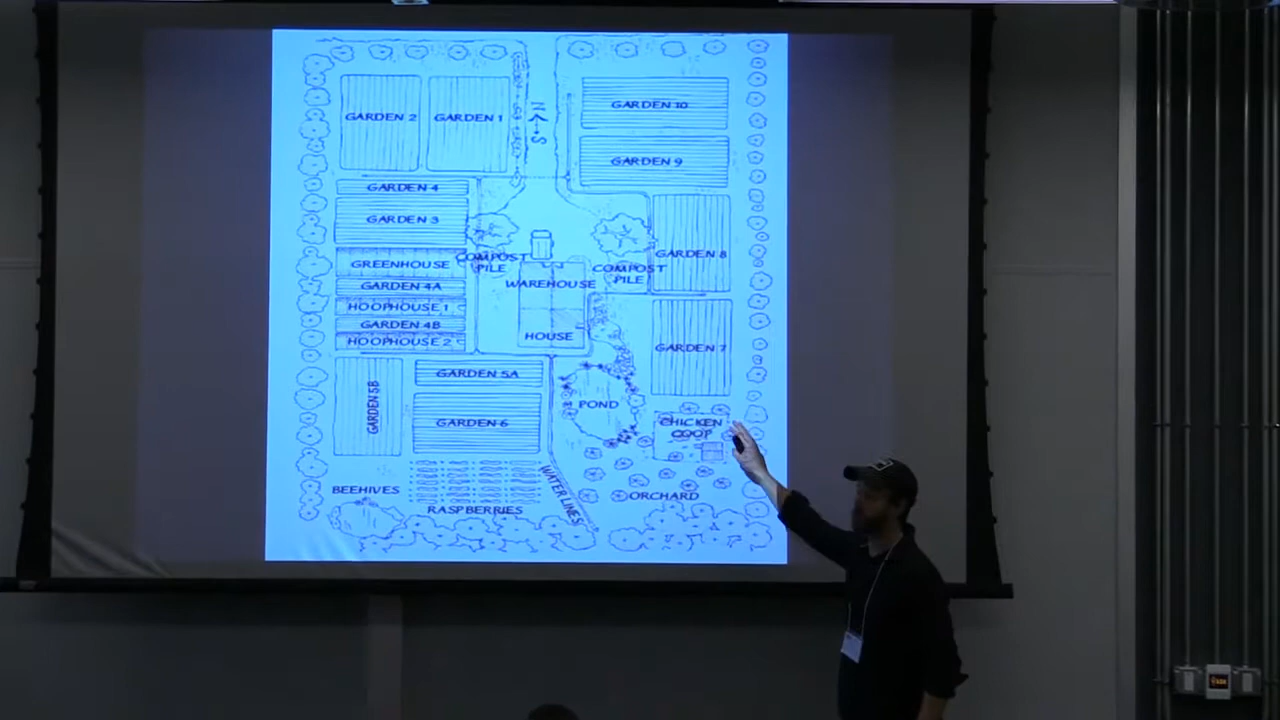 GARDEN 2
GARDEN 1
GARDEN 10
N
S
GARDEN 9
GARDEN 4
GARDEN 3
GREENHOUSE
GARDEN 4A
HOOPHOUSE 1
GARDEN 4B
HOOPHOUSE 2
COMPOST
PILE
WAREHOUSE
HOUSE
COMPOST
PILE
GARDEN 8
GARDEN 7
GARDEN 5A
GARDEN 5B
GARDEN 6
POND
CHICKEN
COOP
BEEHIVES
RASPBERRIES
WATER LINES
ORCHARD